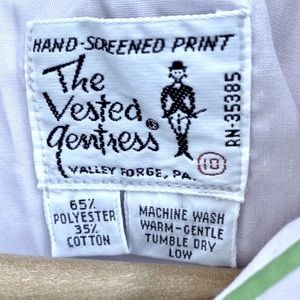 HAND-SCREENED PRINT
The
Vested
gentress®
VALLEY FORGE, PA.
RN-35385
10
65%
POLYESTER
35%
COTTON
MACHINE WASH
WARM-GENTLE
TUMBLE DRY
LOW